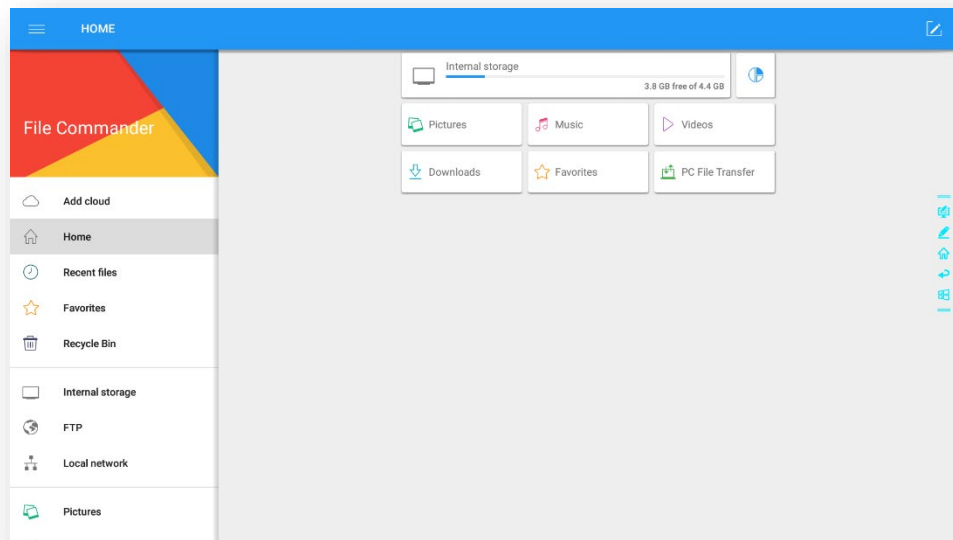 HOME
File Commander
Add cloud
Home
Recent files
Favorites
Recycle Bin
Internal storage
FTP
Local network
Pictures
Internal storage
3.8 GB free of 4.4 GB
Pictures
Music
Videos
Downloads
Favorites
PC File Transfer